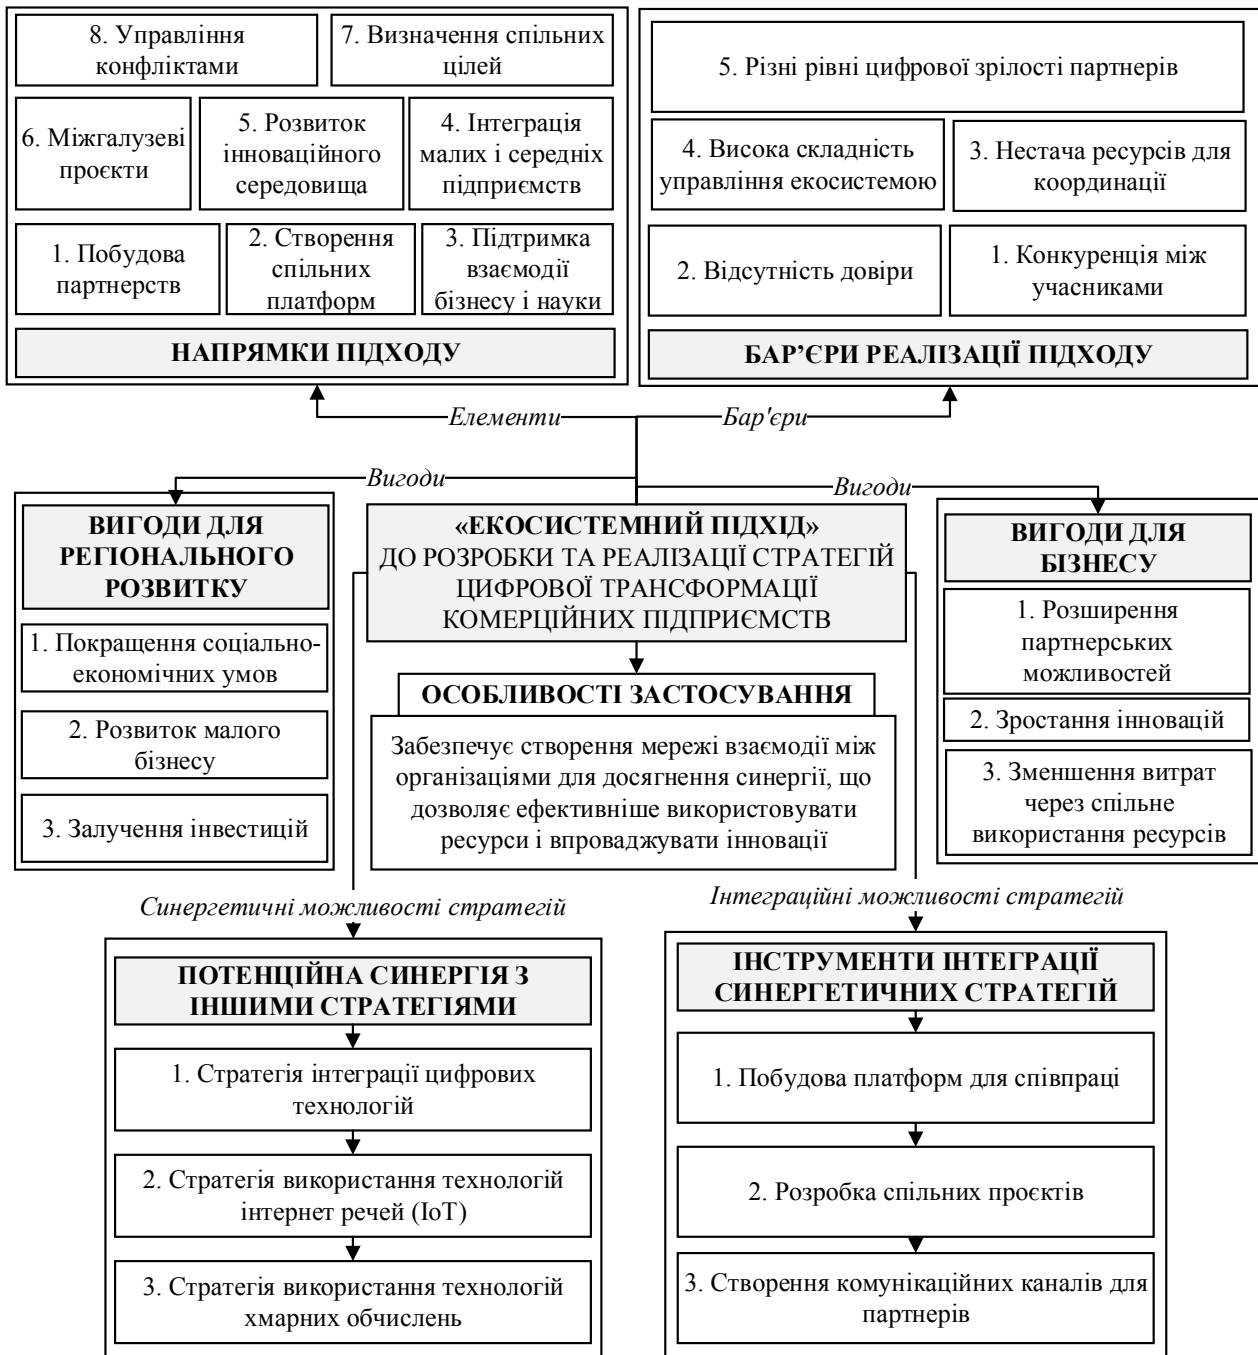 8. Управління
конфліктами
7. Визначення спільних
цілей
6. Міжгалузеві
проєкти
5. Розвиток
інноваційного
середовища
4. Інтеграція
малих і середніх
підприємств
1. Побудова
партнерств
2. Створення
спільних
платформ
3. Підтримка
взаємодії
бізнесу і науки
НАПРЯМКИ ПІДХОДУ
5. Різні рівні цифрової зрілості партнерів
4. Висока складність
управління екосистемою
3. Нестача ресурсів для
координації
2. Відсутність довіри
1. Конкуренція між
учасниками
БАР’ЄРИ РЕАЛІЗАЦІЇ ПІДХОДУ
Елементи
Бар'єри
Вигоди
Вигоди
ВИГОДИ ДЛЯ
РЕГІОНАЛЬНОГО
РОЗВИТКУ
1. Покращення соціально-
економічних умов
2. Розвиток малого
бізнесу
3. Залучення інвестицій
«ЕКОСИСТЕМНИЙ ПІДХІД»
ДО РОЗРОБКИ ТА РЕАЛІЗАЦІЇ СТРАТЕГІЙ
ЦИФРОВОЇ ТРАНСФОРМАЦІЇ
КОМЕРЦІЙНИХ ПІДПРИЄМСТВ
ОСОБЛИВОСТІ ЗАСТОСУВАННЯ
Забезпечує створення мережі взаємодії між
організаціями для досягнення синергії, що
дозволяє ефективніше використовувати
ресурси і впроваджувати інновації
ВИГОДИ ДЛЯ
БІЗНЕСУ
1. Розширення
партнерських
можливостей
2. Зростання інновацій
3. Зменшення витрат
через спільне
використання ресурсів
Синергетичні можливості стратегій
Інтеграційні можливості стратегій
ПОТЕНЦІЙНА СИНЕРГІЯ З
ІНШИМИ СТРАТЕГІЯМИ
1. Стратегія інтеграції цифрових
технологій
2. Стратегія використання технологій
інтернет речей (IoT)
3. Стратегія використання технологій
хмарних обчислень
ІНСТРУМЕНТИ ІНТЕГРАЦІЇ
СИНЕРГЕТИЧНИХ СТРАТЕГІЙ
1. Побудова платформ для співпраці
2. Розробка спільних проєктів
3. Створення комунікаційних каналів для
партнерів